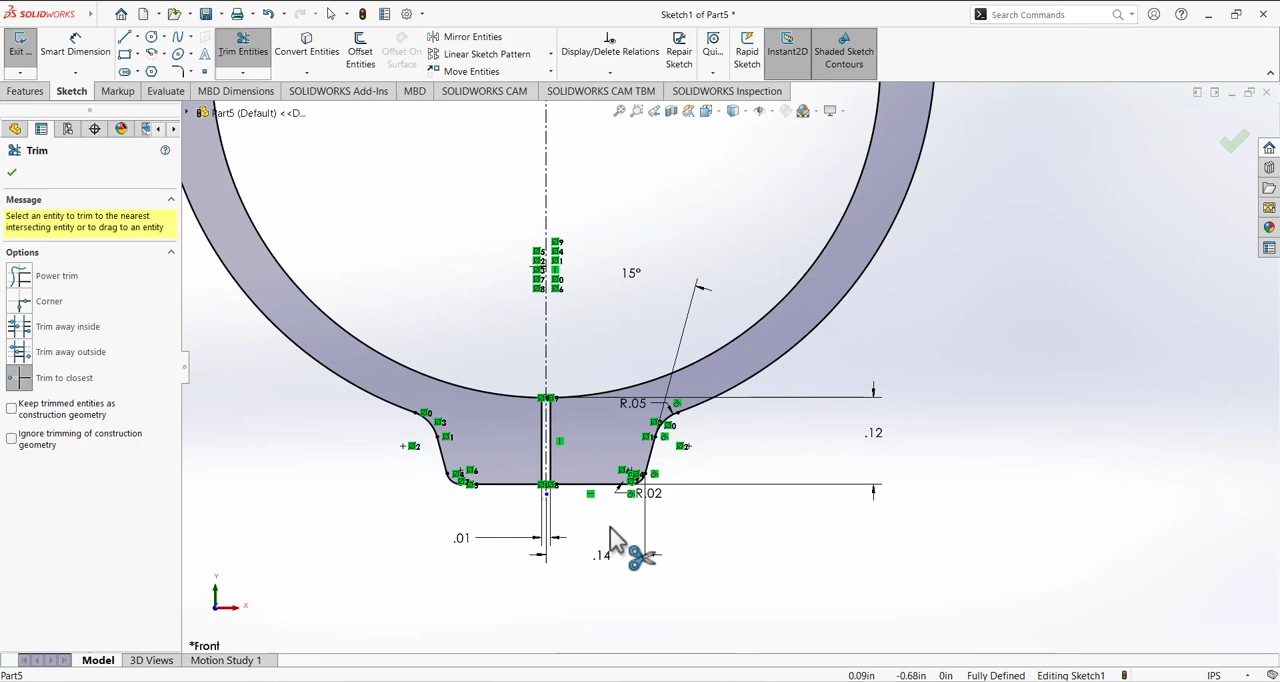 SOLIDWORKS
Sketch1 of Part5 *
Search Commands
Exit ...
Smart Dimension
Trim Entities
Convert Entities
Offset Entities
Offset On Surface
Mirror Entities
Linear Sketch Pattern
Move Entities
Display/Delete Relations
Repair Sketch
Qui...
Rapid Sketch
Instant2D
Shaded Sketch Contours
Features
Sketch
Markup
Evaluate
MBD Dimensions
SOLIDWORKS Add-Ins
MBD
SOLIDWORKS CAM
SOLIDWORKS CAM TBM
SOLIDWORKS Inspection
Part5 (Default) <<D...
Trim
Message
Select an entity to trim to the nearest
intersecting entity or to drag to an entity
Options
Power trim
Corner
Trim away inside
Trim away outside
Trim to closest
Keep trimmed entities as
construction geometry
Ignore trimming of construction
geometry
15°
R.05
.12
R.02
.01
.14
Y
X
*Front
Model
3D Views
Motion Study 1
Part5
0.09in
-0.68in
0in
Fully Defined
Editing Sketch1
IPS